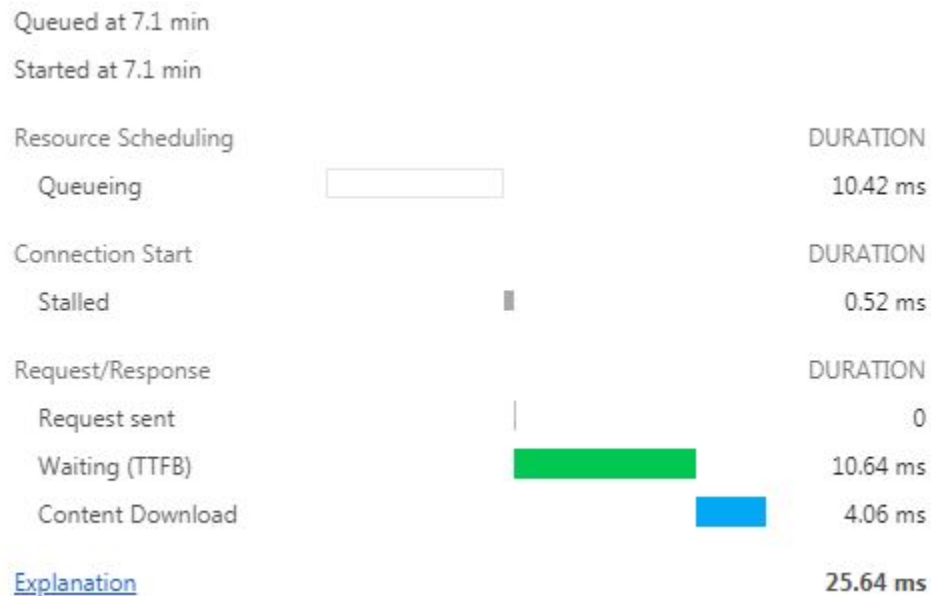 Queued at 7.1 min
Started at 7.1 min
Resource Scheduling DURATION
Queueing 10.42 ms
Connection Start DURATION
Stalled 0.52 ms
Request/Response DURATION
Request sent 0
Waiting (TTFB) 10.64 ms
Content Download 4.06 ms
Explanation 25.64 ms